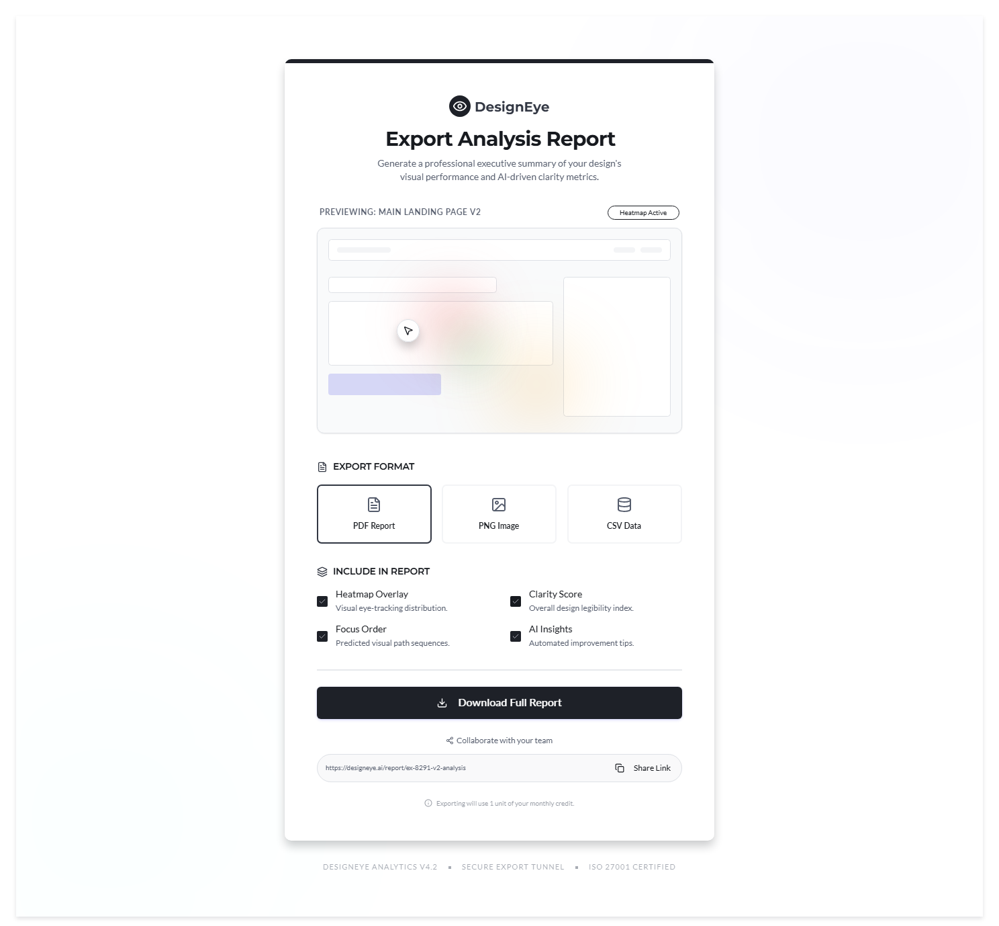 DesignEye
Export Analysis Report
Generate a professional executive summary of your design's
visual performance and AI-driven clarity metrics.
PREVIEWING: MAIN LANDING PAGE V2
Heatmap Active
EXPORT FORMAT
PDF Report
PNG Image
CSV Data
INCLUDE IN REPORT
Heatmap Overlay
Visual eye-tracking distribution.
Clarity Score
Overall design legibility index.
Focus Order
Predicted visual path sequences.
AI Insights
Automated improvement tips.
Download Full Report
Collaborate with your team
https://designeye.ai/report/ex-8291-v2-analysis
Share Link
Exporting will use 1 unit of your monthly credit.
DESIGNEYE ANALYTICS V4.2 ▪ SECURE EXPORT TUNNEL ▪ ISO 27001 CERTIFIED